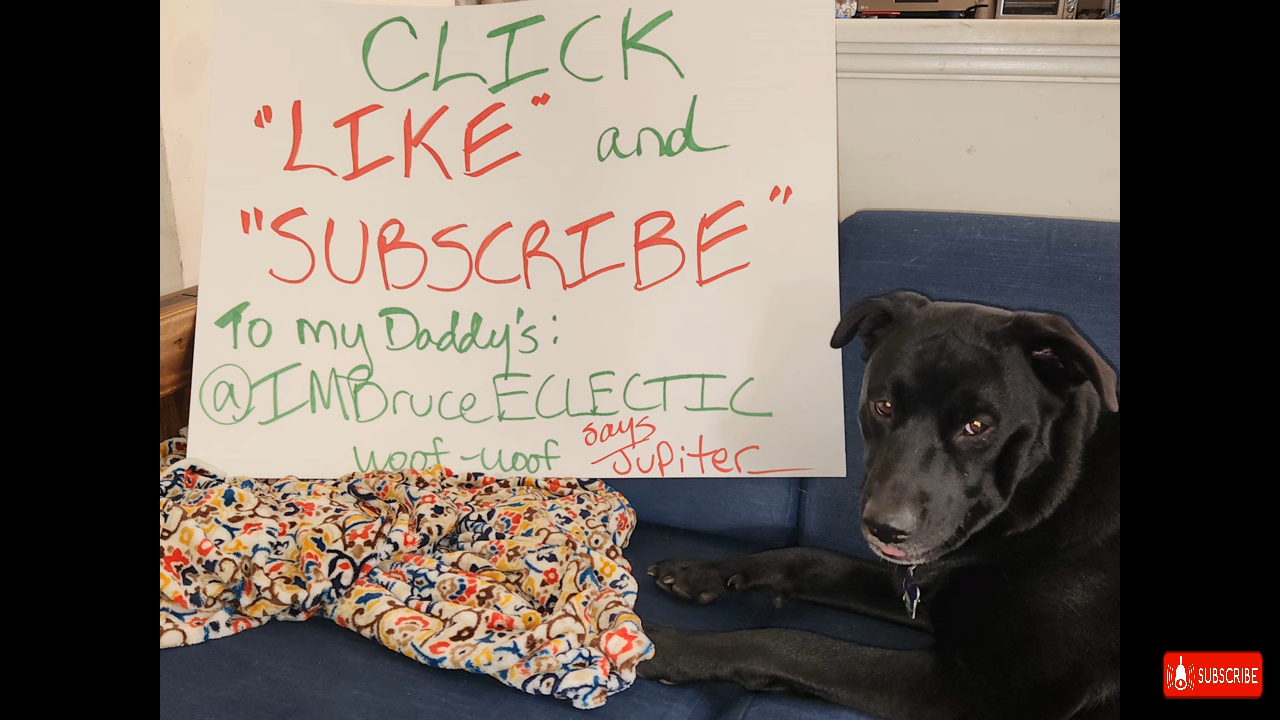 CLICK
"LIKE" and
"SUBSCRIBE"
To my Daddy's:
@IMBruceECLECTIC
woof-woof says Jupiter
SUBSCRIBE